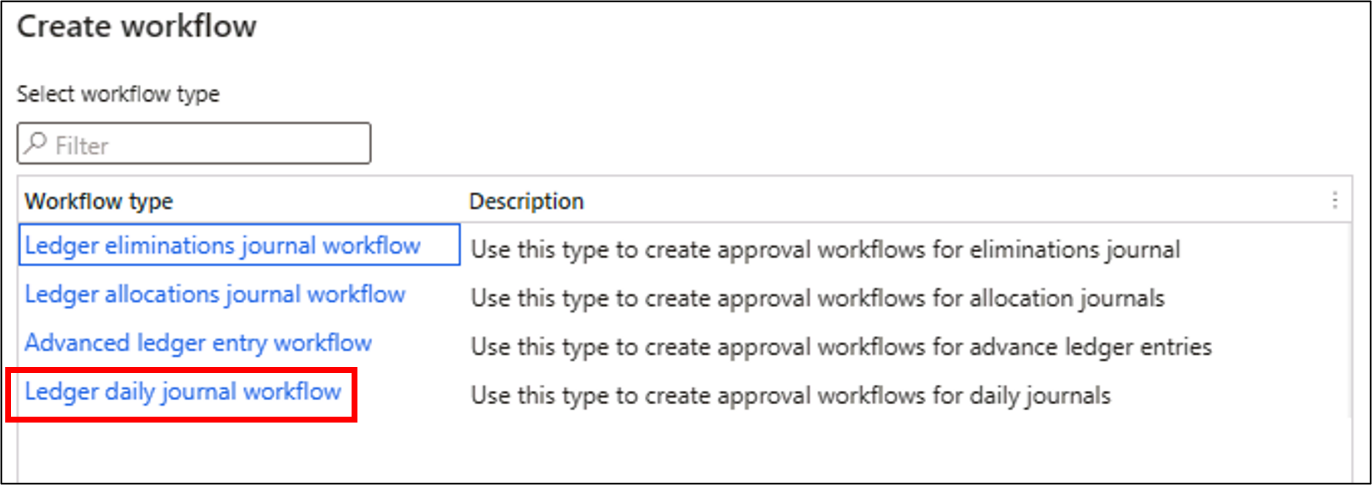 Create workflow
Select workflow type
Filter
Workflow type Description
Ledger eliminations journal workflow Use this type to create approval workflows for eliminations journal
Ledger allocations journal workflow Use this type to create approval workflows for allocation journals
Advanced ledger entry workflow Use this type to create approval workflows for advance ledger entries
Ledger daily journal workflow Use this type to create approval workflows for daily journals